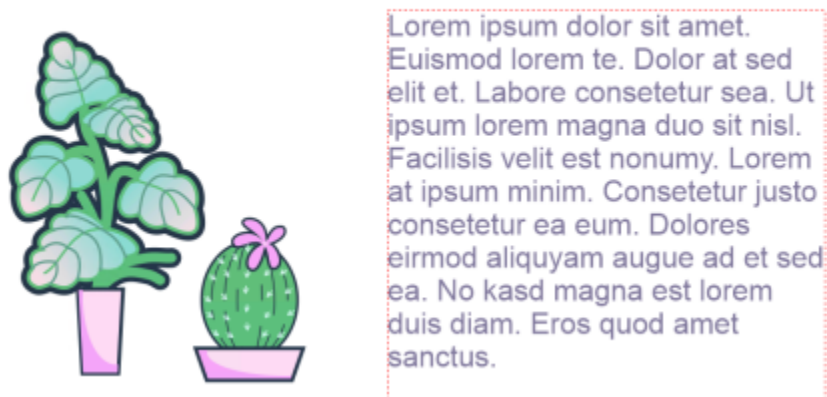 Lorem ipsum dolor sit amet.
Euismod lorem te. Dolor at sed
elit et. Labore consetetur sea. Ut
ipsum lorem magna duo sit nisl.
Facilisis velit est nonumy. Lorem
at ipsum minim. Consetetur justo
consetetur ea eum. Dolores
eirmod aliquyam augue ad et sed
ea. No kasd magna est lorem
duis diam. Eros quod amet
sanctus.